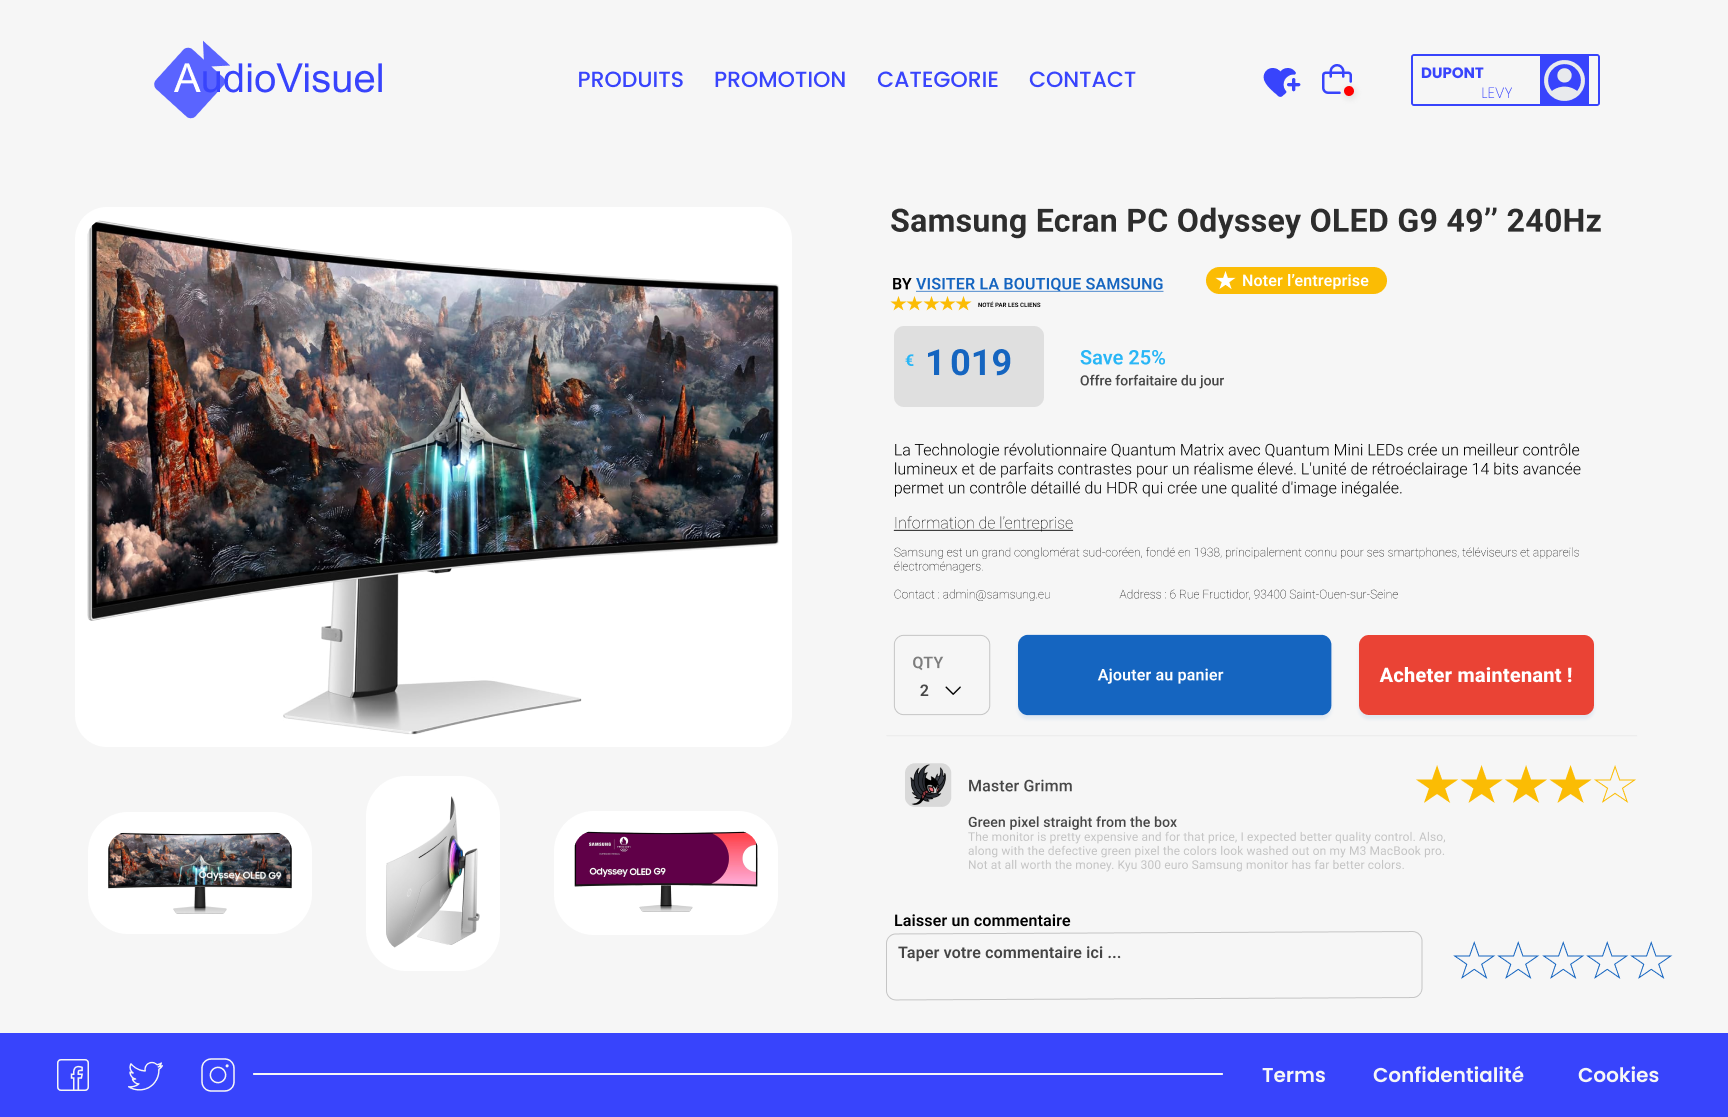 AudioVisuel
PRODUITS
PROMOTION
CATEGORIE
CONTACT
DUPONT
LEVY
Samsung Ecran PC Odyssey OLED G9 49’’ 240Hz
BY VISITER LA BOUTIQUE SAMSUNG
Noter l’entreprise
NOTÉ PAR LES CLIENS
€ 1 019
Save 25%
Offre forfaitaire du jour
La Technologie révolutionnaire Quantum Matrix avec Quantum Mini LEDs crée un meilleur contrôle
lumineux et de parfaits contrastes pour un réalisme élevé. L'unité de rétroéclairage 14 bits avancée
permet un contrôle détaillé du HDR qui crée une qualité d'image inégalée.
Information de l’entreprise
Samsung est un grand conglomérat sud-coréen, fondé en 1938, principalement connu pour ses smartphones, téléviseurs et appareils
électroménagers.
Contact : admin@samsung.eu
Address : 6 Rue Fructidor, 93400 Saint-Ouen-sur-Seine
QTY
2
Ajouter au panier
Acheter maintenant !
Master Grimm
Green pixel straight from the box
The monitor is pretty expensive and for that price, I expected better quality control. Also,
along with the defective green pixel the colors look washed out on my M3 MacBook pro.
Not at all worth the money. Kyu 300 euro Samsung monitor has far better colors.
Odyssey OLED G9
SAMSUNG
Odyssey OLED G9
Laisser un commentaire
Taper votre commentaire ici ...
Terms
Confidentialité
Cookies